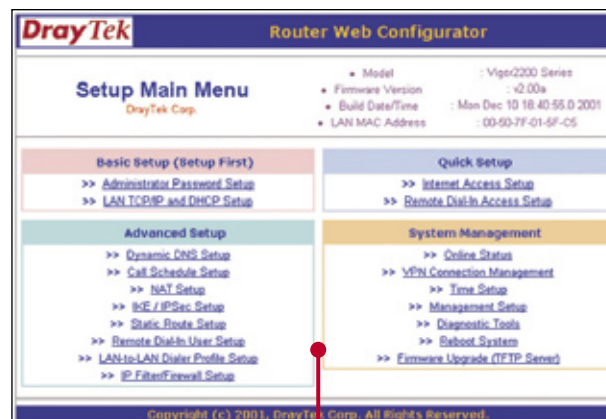 DrayTek
Router Web Configurator
Setup Main Menu
DrayTek Corp.
• Model : Vigor2200 Series
• Firmware Version : v2.00a
• Build Date/Time : Mon Dec 10 18:40:55.0 2001
• LAN MAC Address : 00-50-7F-01-5F-C5
Basic Setup (Setup First)
>> Administrator Password Setup
>> LAN TCP/IP and DHCP Setup
Quick Setup
>> Internet Access Setup
>> Remote Dial-In Access Setup
Advanced Setup
>> Dynamic DNS Setup
>> Call Schedule Setup
>> NAT Setup
>> IKE / IPSec Setup
>> Static Route Setup
>> Remote Dial-In User Setup
>> LAN-to-LAN Dialer Profile Setup
>> IP Filter/Firewall Setup
System Management
>> Online Status
>> VPN Connection Management
>> Time Setup
>> Management Setup
>> Diagnostic Tools
>> Reboot System
>> Firmware Upgrade (TFTP Server)
Copyright (c) 2001, DrayTek Corp. All Rights Reserved.